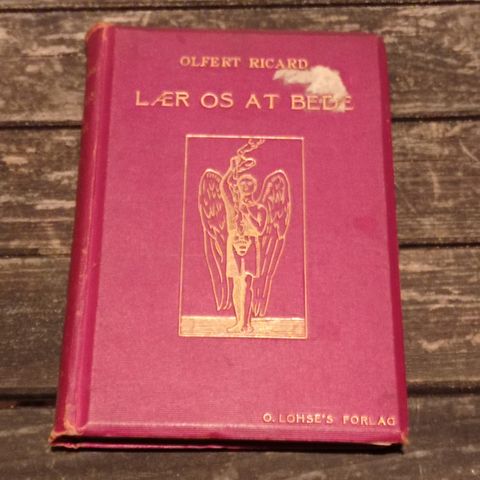 OLFERT RICARD
LÆR OS AT BEDE
O. LOHSE'S FORLAG